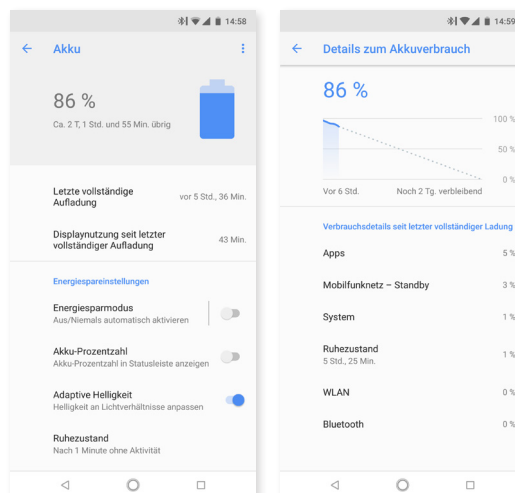 14:58
Akku
86 %
Ca. 2 T, 1 Std. und 55 Min. übrig
Letzte vollständige
Aufladung
vor 5 Std., 36 Min.
Displaynutzung seit letzter
vollständiger Aufladung
43 Min.
Energiespareinstellungen
Energiesparmodus
Aus/Niemals automatisch aktivieren
Akku-Prozentzahl
Akku-Prozentzahl in Statusleiste anzeigen
Adaptive Helligkeit
Helligkeit an Lichtverhältnisse anpassen
Ruhezustand
Nach 1 Minute ohne Aktivität
14:59
Details zum Akkuverbrauch
86 %
100 %
50 %
0 %
Vor 6 Std.
Noch 2 Tg. verbleibend
Verbrauchsdetails seit letzter vollständiger Ladung
Apps
5 %
Mobilfunknetz – Standby
3 %
System
1 %
Ruhezustand
5 Std., 25 Min.
1 %
WLAN
0 %
Bluetooth
0 %